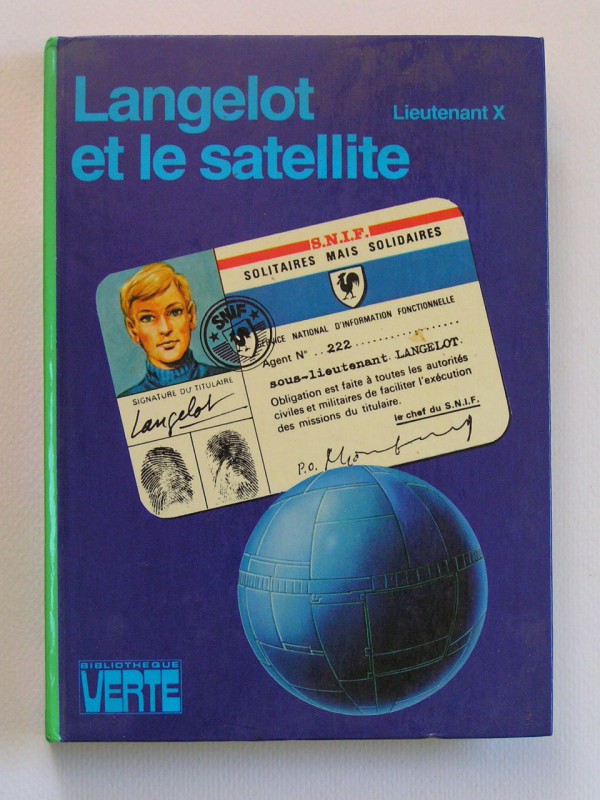 Langelot
et le satellite
Lieutenant X
S.N.I.F.
SOLITAIRES MAIS SOLIDAIRES
SNIF
SERVICE NATIONAL D'INFORMATION FONCTIONNELLE
Agent N° ..222................
sous-lieutenant LANGELOT.
Obligation est faite à toutes les autorités
civiles et militaires de faciliter l'exécution
des missions du titulaire.
le chef du S.N.I.F.
P.O.
SIGNATURE DU TITULAIRE
Langelot
BIBLIOTHEQUE
VERTE